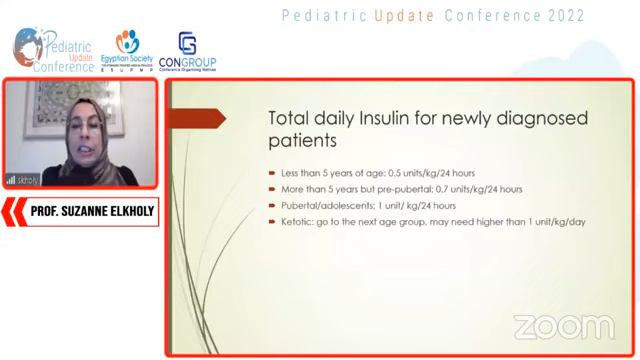 Pediatric Update Conference 2022
Pediatric
Update
Conference
Egyptian Society
ESUPMP
CONGROUP
Conference Organizing Natives
skholy
PROF. SUZANNE ELKHOLY
Total daily Insulin for newly diagnosed
patients
Less than 5 years of age: 0.5 units/kg/24 hours
More than 5 years but pre-pubertal: 0.7 units/kg/24 hours
Pubertal/adolescents: 1 unit/ kg/24 hours
Ketotic: go to the next age group, may need higher than 1 unit/kg/day
zoom